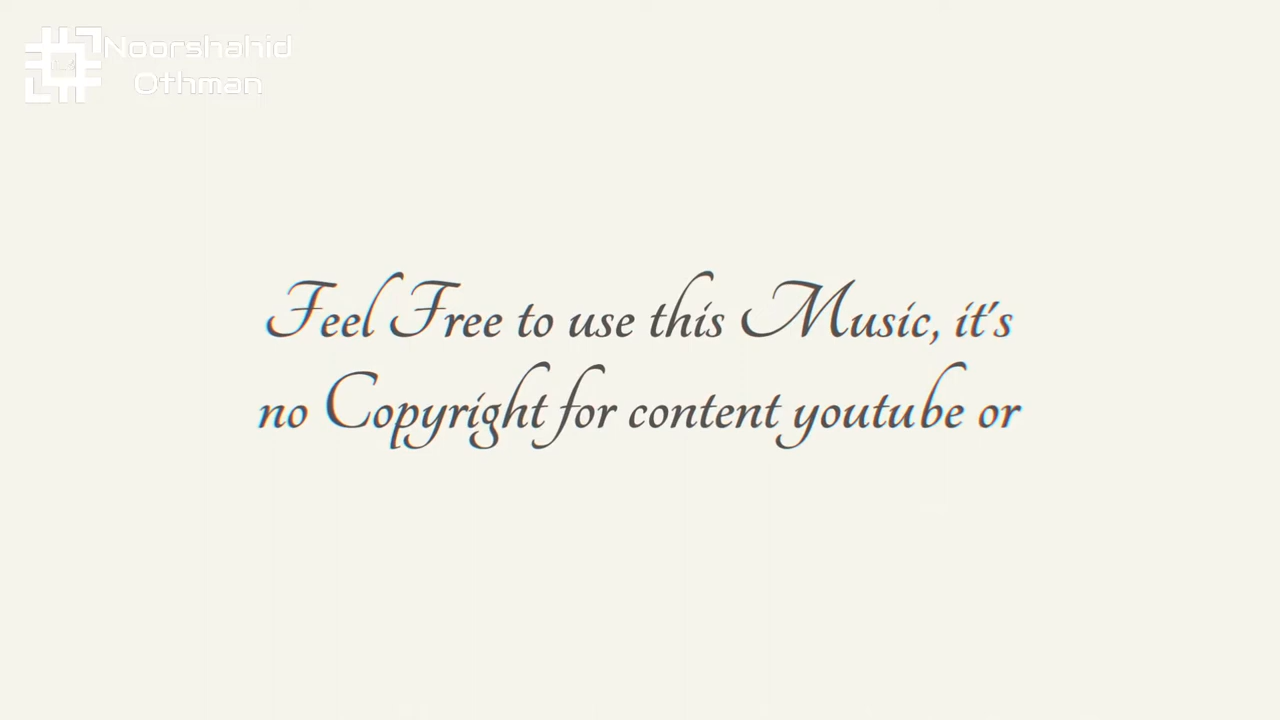 Noorshahid
Othman
Feel Free to use this Music, it's
no Copyright for content youtube or